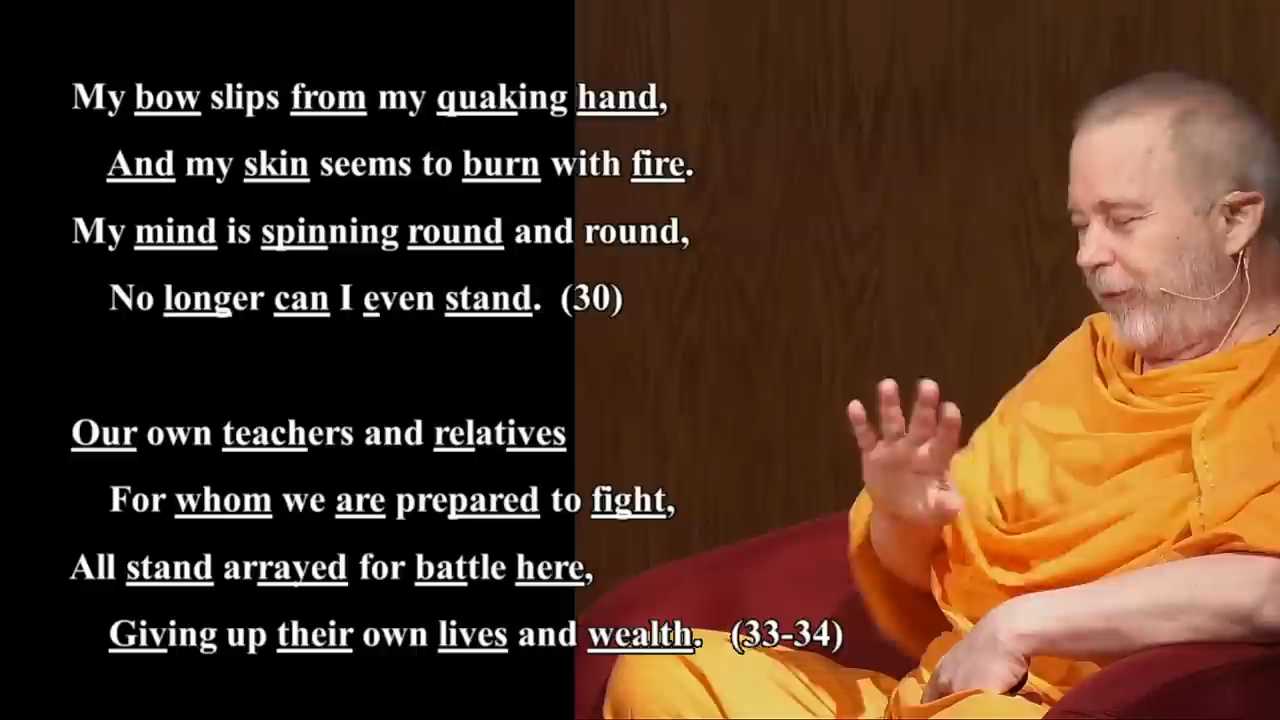 My bow slips from my quaking hand,
And my skin seems to burn with fire.
My mind is spinning round and round,
No longer can I even stand. (30)
Our own teachers and relatives
For whom we are prepared to fight,
All stand arrayed for battle here,
Giving up their own lives and wealth. (33-34)